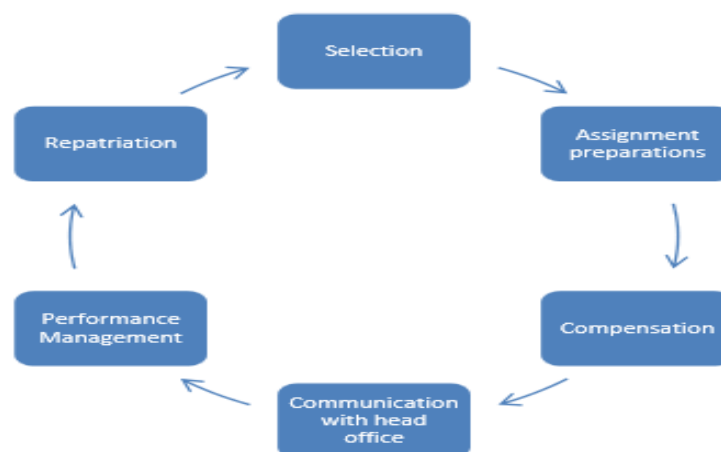 Selection
Assignment
preparations
Compensation
Communication
with head
office
Performance
Management
Repatriation